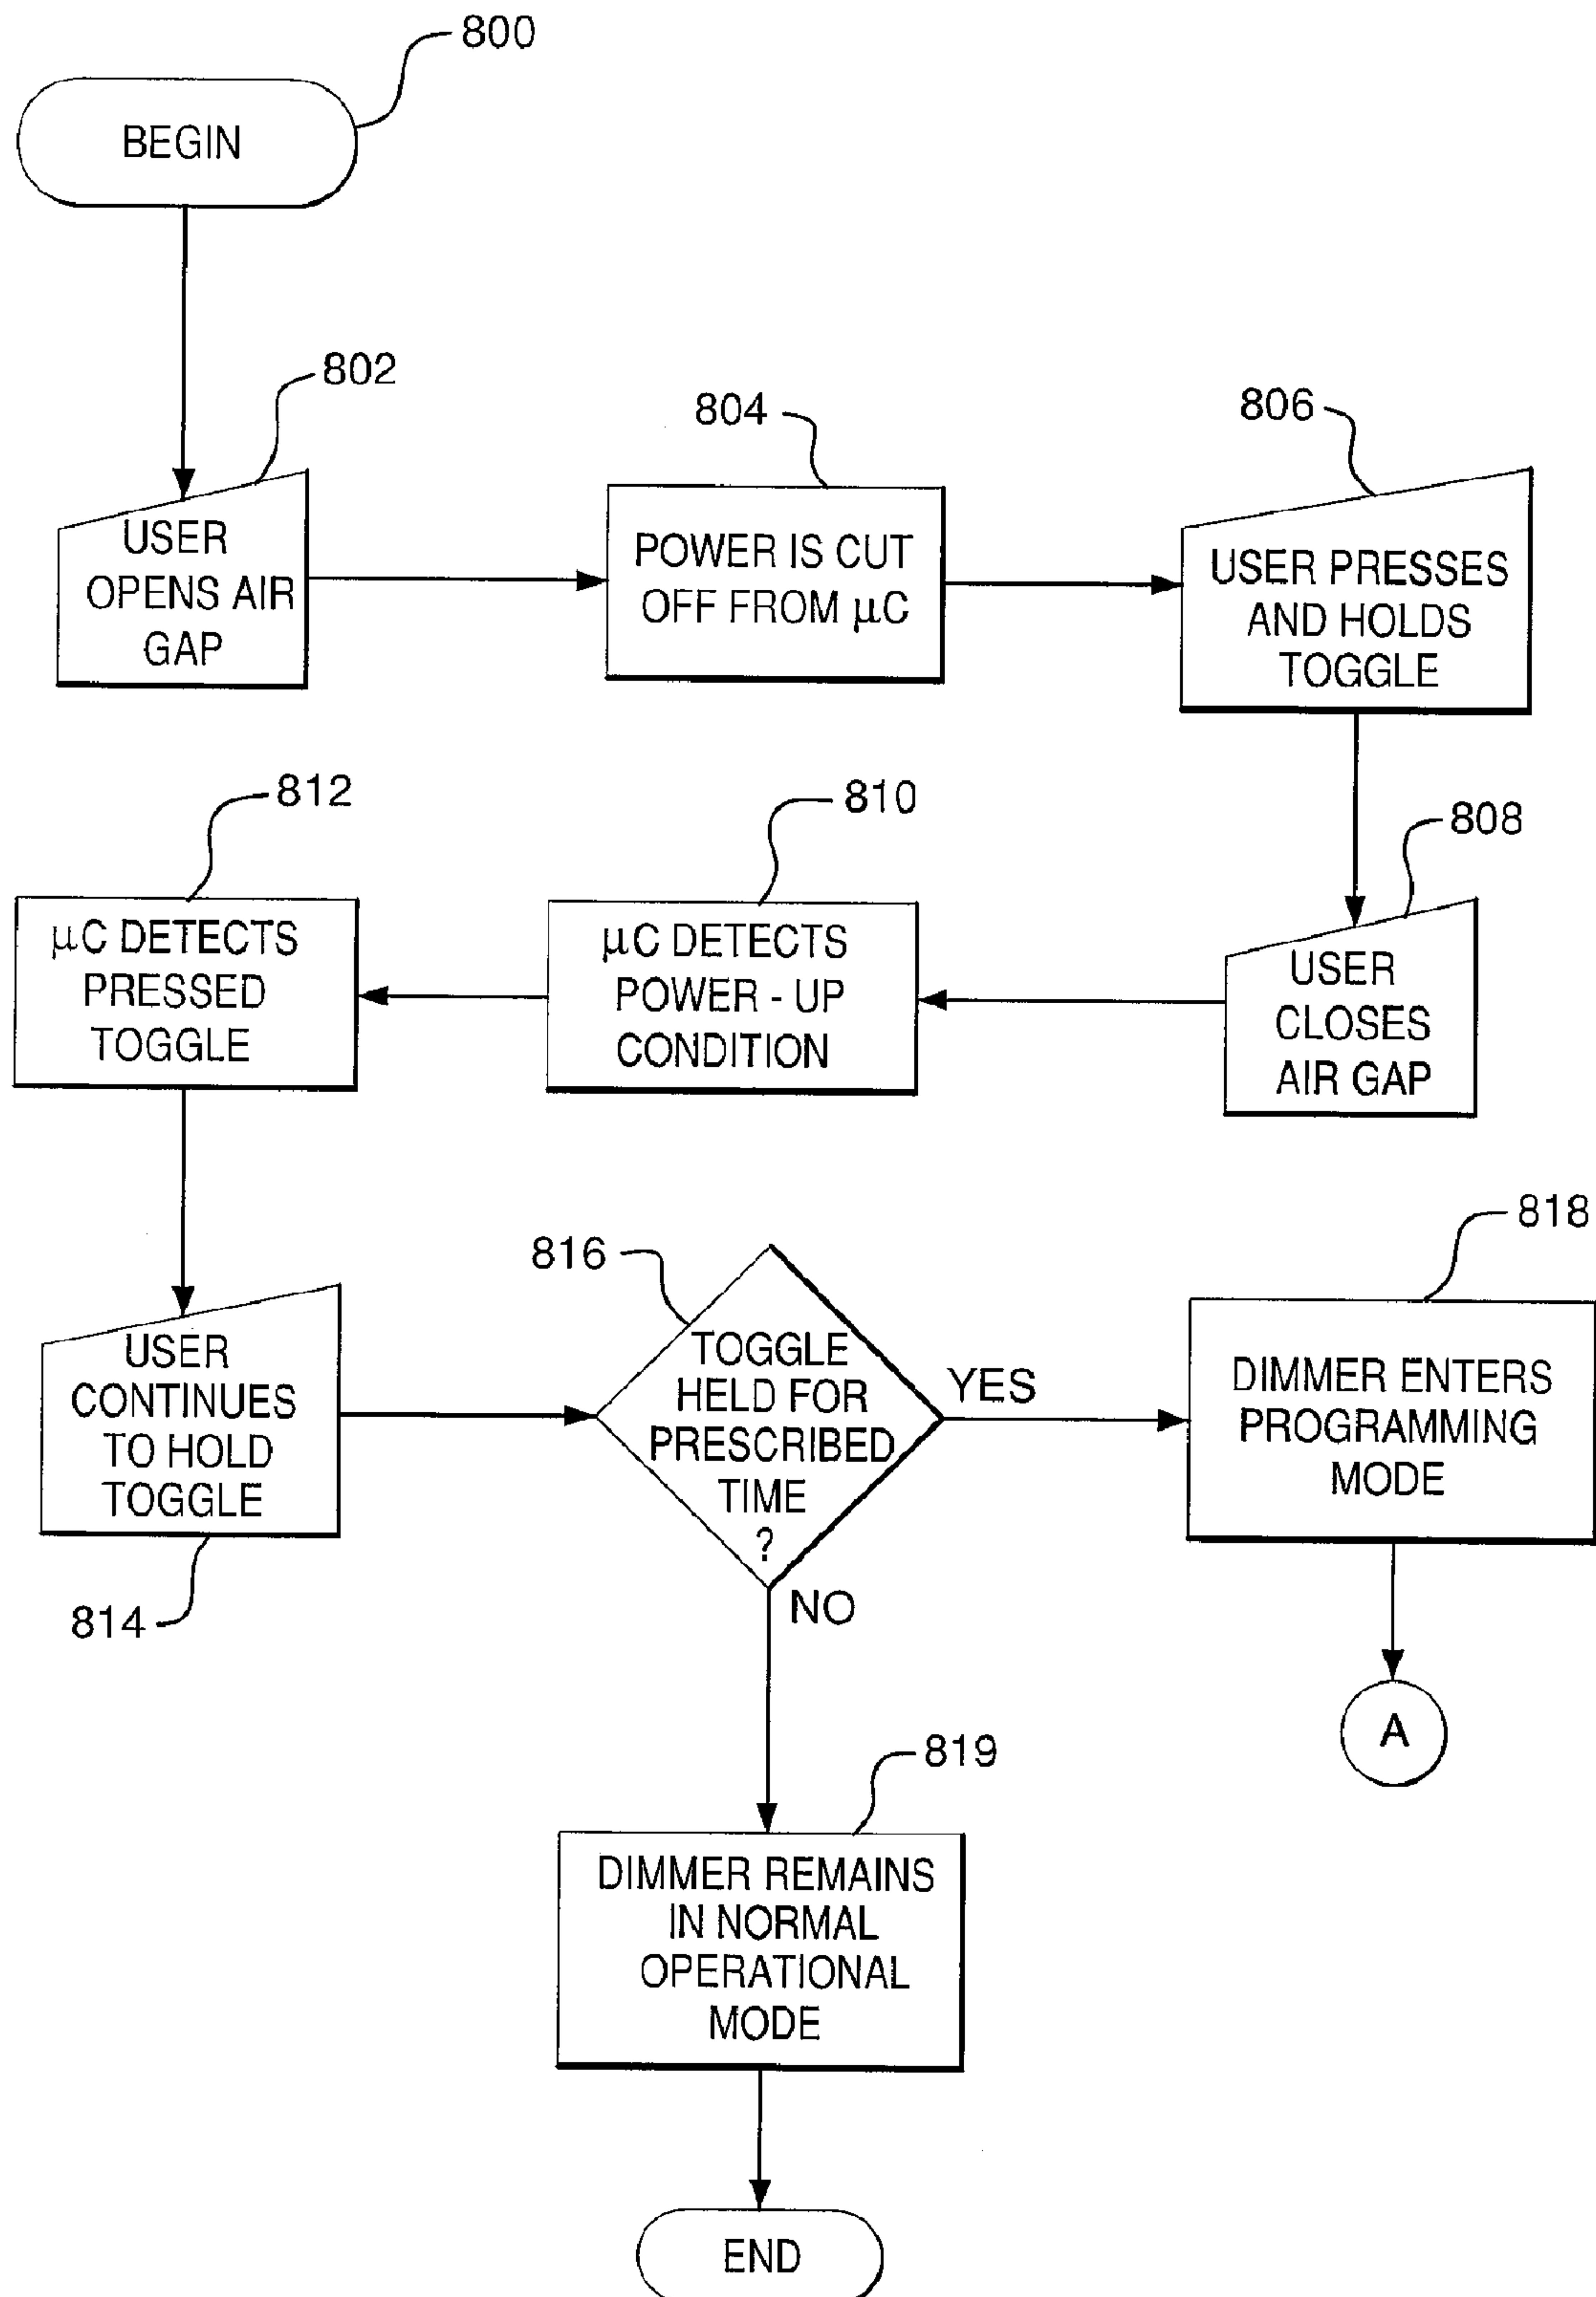 800
BEGIN
802
USER
OPENS AIR
GAP
804
POWER IS CUT
OFF FROM μC
806
USER PRESSES
AND HOLDS
TOGGLE
808
USER
CLOSES
AIR GAP
810
μC DETECTS
POWER - UP
CONDITION
812
μC DETECTS
PRESSED
TOGGLE
USER
CONTINUES
TO HOLD
TOGGLE
814
816
TOGGLE
HELD FOR
PRESCRIBED
TIME
?
YES
NO
818
DIMMER ENTERS
PROGRAMMING
MODE
A
819
DIMMER REMAINS
IN NORMAL
OPERATIONAL
MODE
END